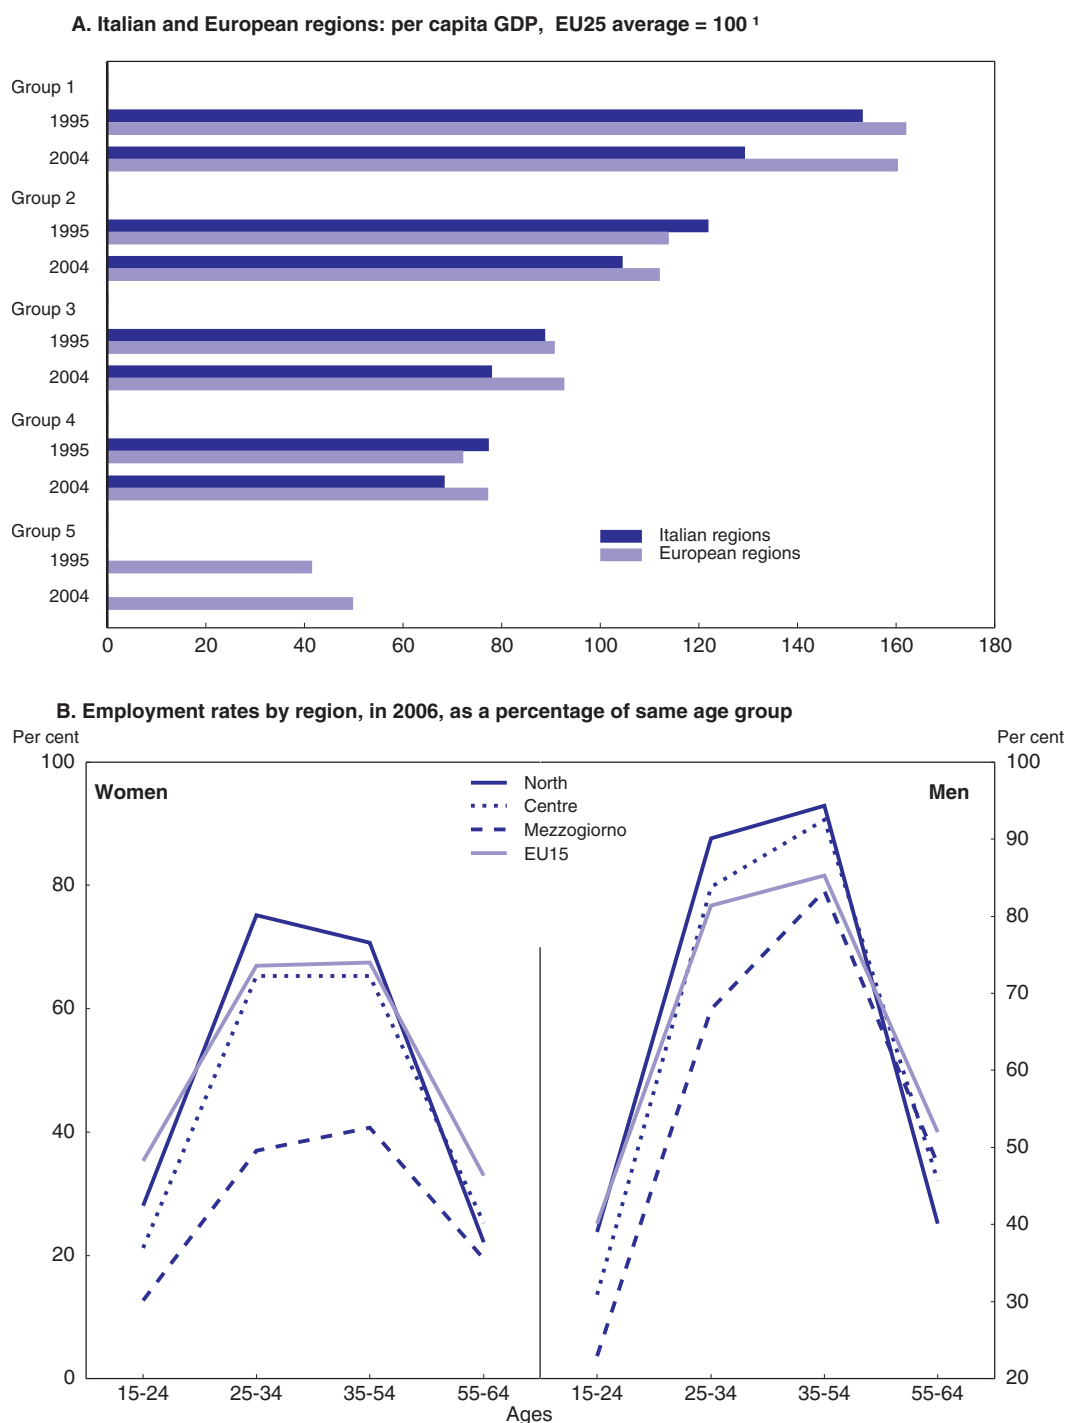 A. Italian and European regions: per capita GDP, EU25 average = 100 ¹
Group 1
1995
2004
Group 2
1995
2004
Group 3
1995
2004
Group 4
1995
2004
Group 5
1995
2004
Italian regions
European regions
0 20 40 60 80 100 120 140 160 180
B. Employment rates by region, in 2006, as a percentage of same age group
Per cent Per cent
100 100
Women Men
North
Centre
Mezzogiorno
EU15
90
80
80
70
60
60
50
40
40
30
20
0 20
15-24 25-34 35-54 55-64 15-24 25-34 35-54 55-64
Ages